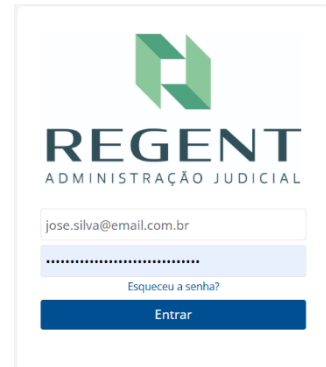 REGENT
ADMINISTRAÇÃO JUDICIAL
jose.silva@email.com.br
••••••••••••••••••••••••••••••••
Esqueceu a senha?
Entrar